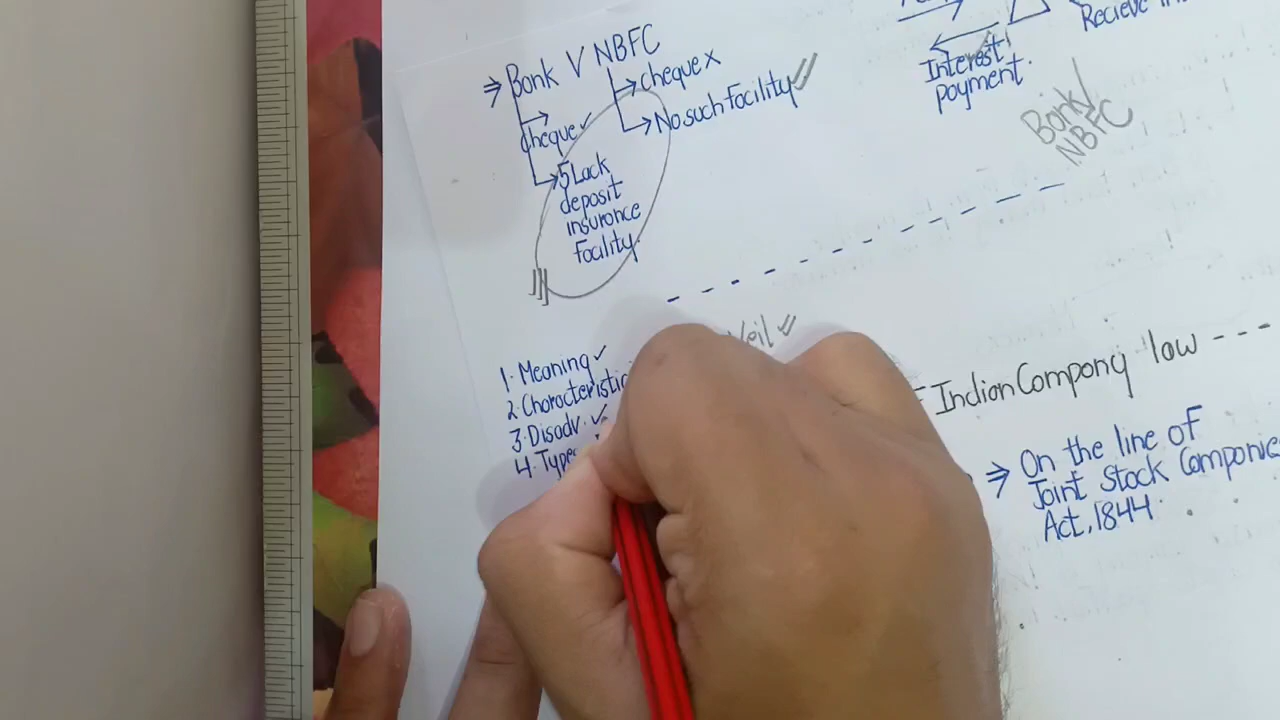 ⇒ Bank V NBFC
→ cheque x
→ No such facility
→ cheque ✓
→ 5 Lack
deposit
insurance
facility.
Recieve
Interest
payment.
Bank/
NBFC
1. Meaning ✓
2. Characteristic
3. Disadv. ✓
4. Type
Veil
Indian Company law ---
⇒ On the line of
Joint Stock Companie
Act, 1844.